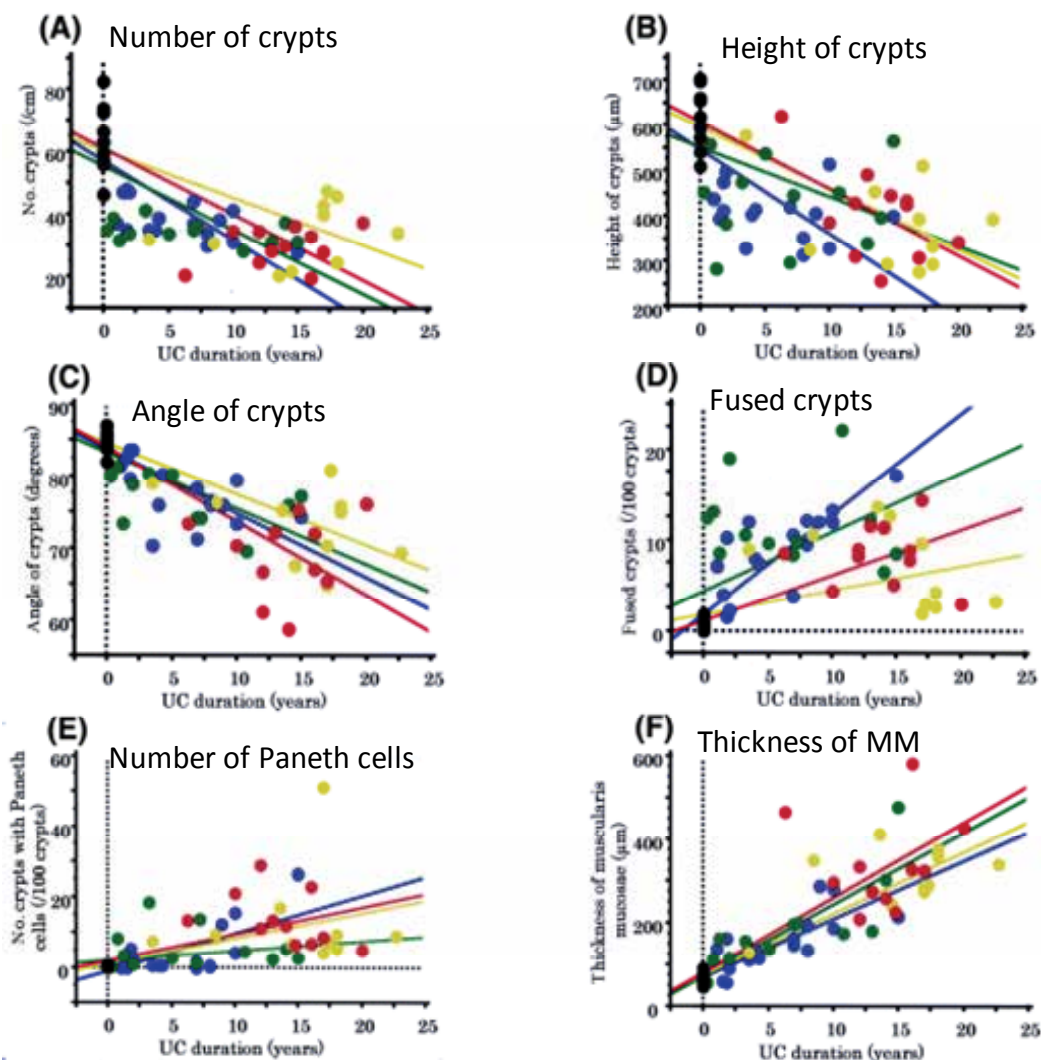 (A) Number of crypts
No. crypts (/cm)
80
60
40
20
0 5 10 15 20 25
UC duration (years)
(B) Height of crypts
Height of crypts (μm)
700
600
500
400
300
200
0 5 10 15 20 25
UC duration (years)
(C) Angle of crypts
Angle of crypts (degrees)
90
80
70
60
0 5 10 15 20 25
UC duration (years)
(D) Fused crypts
Fused crypts (/100 crypts)
20
10
0
0 5 10 15 20 25
UC duration (years)
(E) Number of Paneth cells
No. crypts with Paneth
cells (/100 crypts)
60
40
20
0
0 5 10 15 20 25
UC duration (years)
(F) Thickness of MM
Thickness of muscularis
mucosae (μm)
600
400
200
0
0 5 10 15 20 25
UC duration (years)